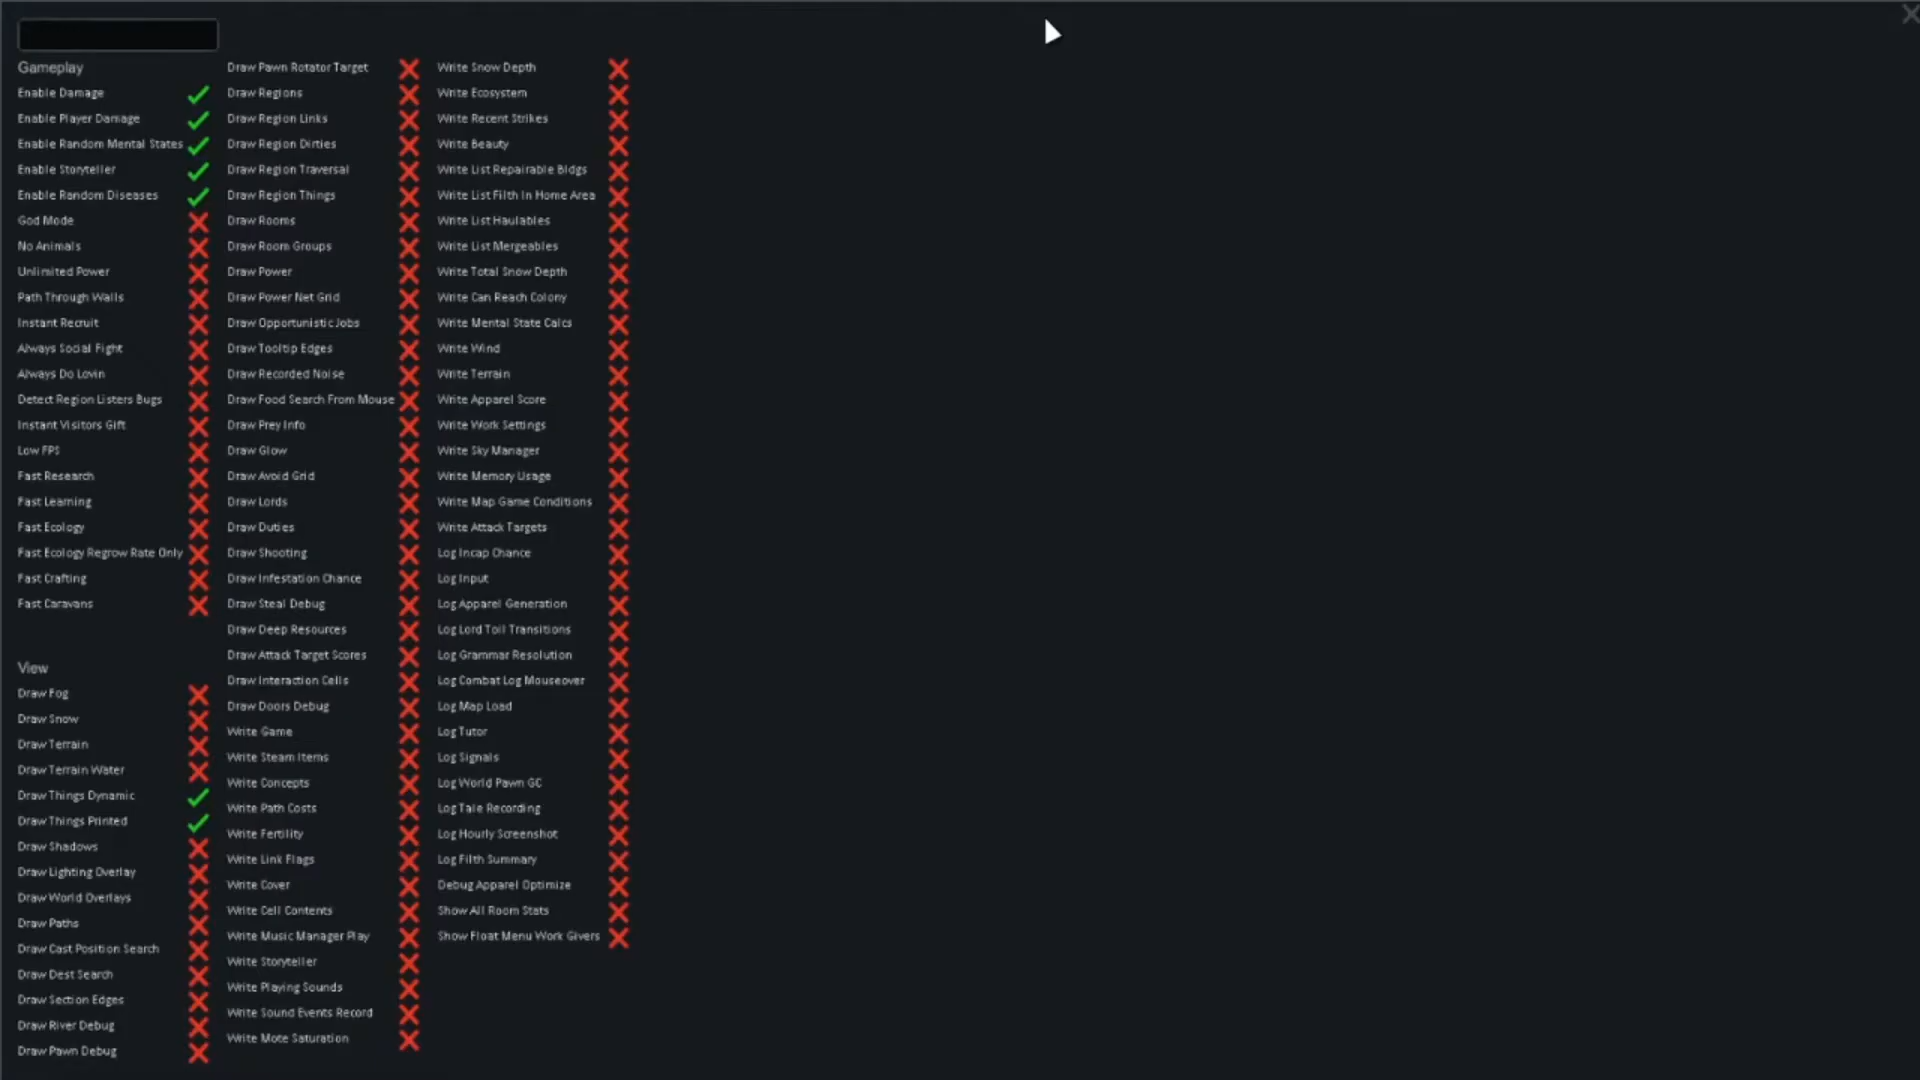 Gameplay
Enable Damage
Enable Player Damage
Enable Random Mental States
Enable Storyteller
Enable Random Diseases
God Mode
No Animals
Unlimited Power
Path Through Walls
Instant Recruit
Always Social Fight
Always Do Lovin
Detect Region Listers Bugs
Instant Visitors Gift
Low FPS
Fast Research
Fast Learning
Fast Ecology
Fast Ecology Regrow Rate Only
Fast Crafting
Fast Caravans
View
Draw Fog
Draw Snow
Draw Terrain
Draw Terrain Water
Draw Things Dynamic
Draw Things Printed
Draw Shadows
Draw Lighting Overlay
Draw World Overlays
Draw Paths
Draw Cast Position Search
Draw Dest Search
Draw Section Edges
Draw River Debug
Draw Pawn Debug
Draw Pawn Rotator Target
Draw Regions
Draw Region Links
Draw Region Dirties
Draw Region Traversal
Draw Region Things
Draw Rooms
Draw Room Groups
Draw Power
Draw Power Net Grid
Draw Opportunistic Jobs
Draw Tooltip Edges
Draw Recorded Noise
Draw Food Search From Mouse
Draw Prey Info
Draw Glow
Draw Avoid Grid
Draw Lords
Draw Duties
Draw Shooting
Draw Infestation Chance
Draw Steal Debug
Draw Deep Resources
Draw Attack Target Scores
Draw Interaction Cells
Draw Doors Debug
Write Game
Write Steam Items
Write Concepts
Write Path Costs
Write Fertility
Write Link Flags
Write Cover
Write Cell Contents
Write Music Manager Play
Write Storyteller
Write Playing Sounds
Write Sound Events Record
Write Mote Saturation
Write Snow Depth
Write Ecosystem
Write Recent Strikes
Write Beauty
Write List Repairable Bldgs
Write List Filth In Home Area
Write List Haulables
Write List Mergeables
Write Total Snow Depth
Write Can Reach Colony
Write Mental State Calcs
Write Wind
Write Terrain
Write Apparel Score
Write Work Settings
Write Sky Manager
Write Memory Usage
Write Map Game Conditions
Write Attack Targets
Log Incap Chance
Log Input
Log Apparel Generation
Log Lord Toil Transitions
Log Grammar Resolution
Log Combat Log Mouseover
Log Map Load
Log Tutor
Log Signals
Log World Pawn GC
Log Tale Recording
Log Hourly Screenshot
Log Filth Summary
Debug Apparel Optimize
Show All Room Stats
Show Float Menu Work Givers